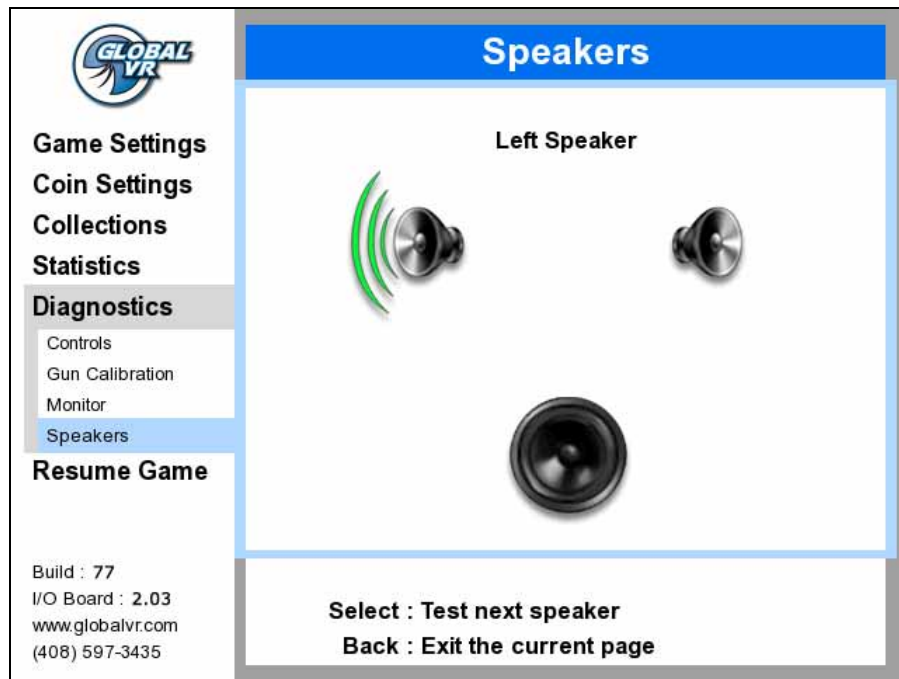 GLOBAL
VR
Game Settings
Coin Settings
Collections
Statistics
Diagnostics
Controls
Gun Calibration
Monitor
Speakers
Resume Game
Build : 77
I/O Board : 2.03
www.globalvr.com
(408) 597-3435
Speakers
Left Speaker
Select : Test next speaker
Back : Exit the current page